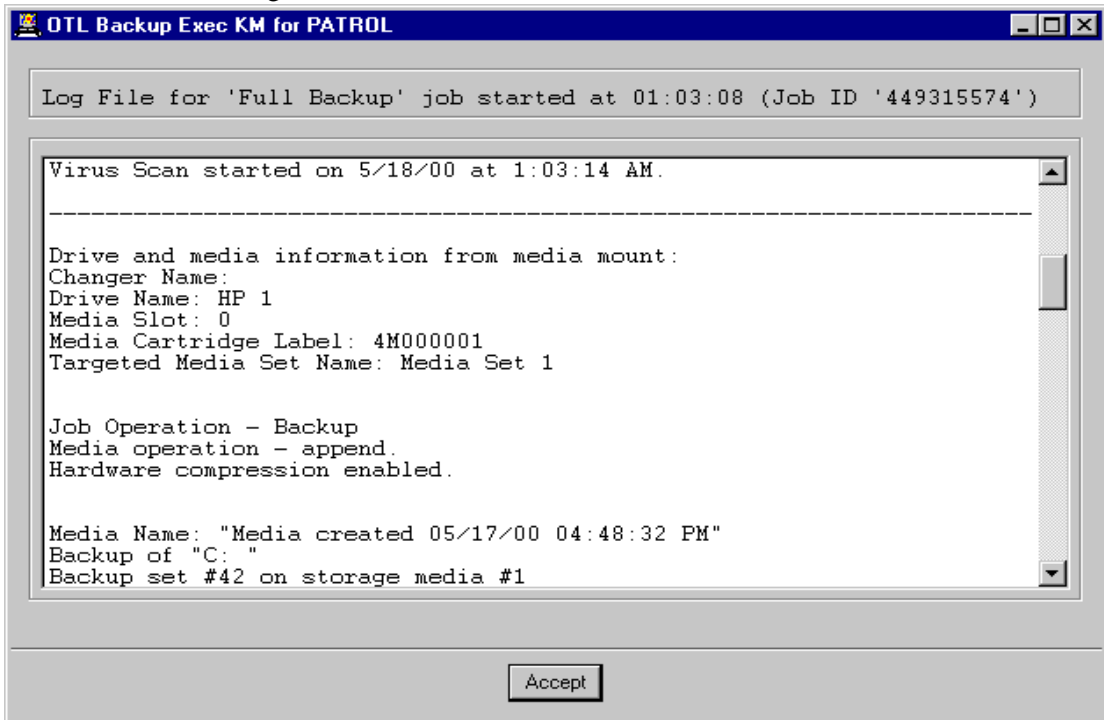 OTL Backup Exec KM for PATROL
Log File for 'Full Backup' job started at 01:03:08 (Job ID '449315574')
Virus Scan started on 5/18/00 at 1:03:14 AM.
----------------------------------------------------------------------
Drive and media information from media mount:
Changer Name:
Drive Name: HP 1
Media Slot: 0
Media Cartridge Label: 4M000001
Targeted Media Set Name: Media Set 1
Job Operation - Backup
Media operation - append.
Hardware compression enabled.
Media Name: "Media created 05/17/00 04:48:32 PM"
Backup of "C: "
Backup set #42 on storage media #1
Accept